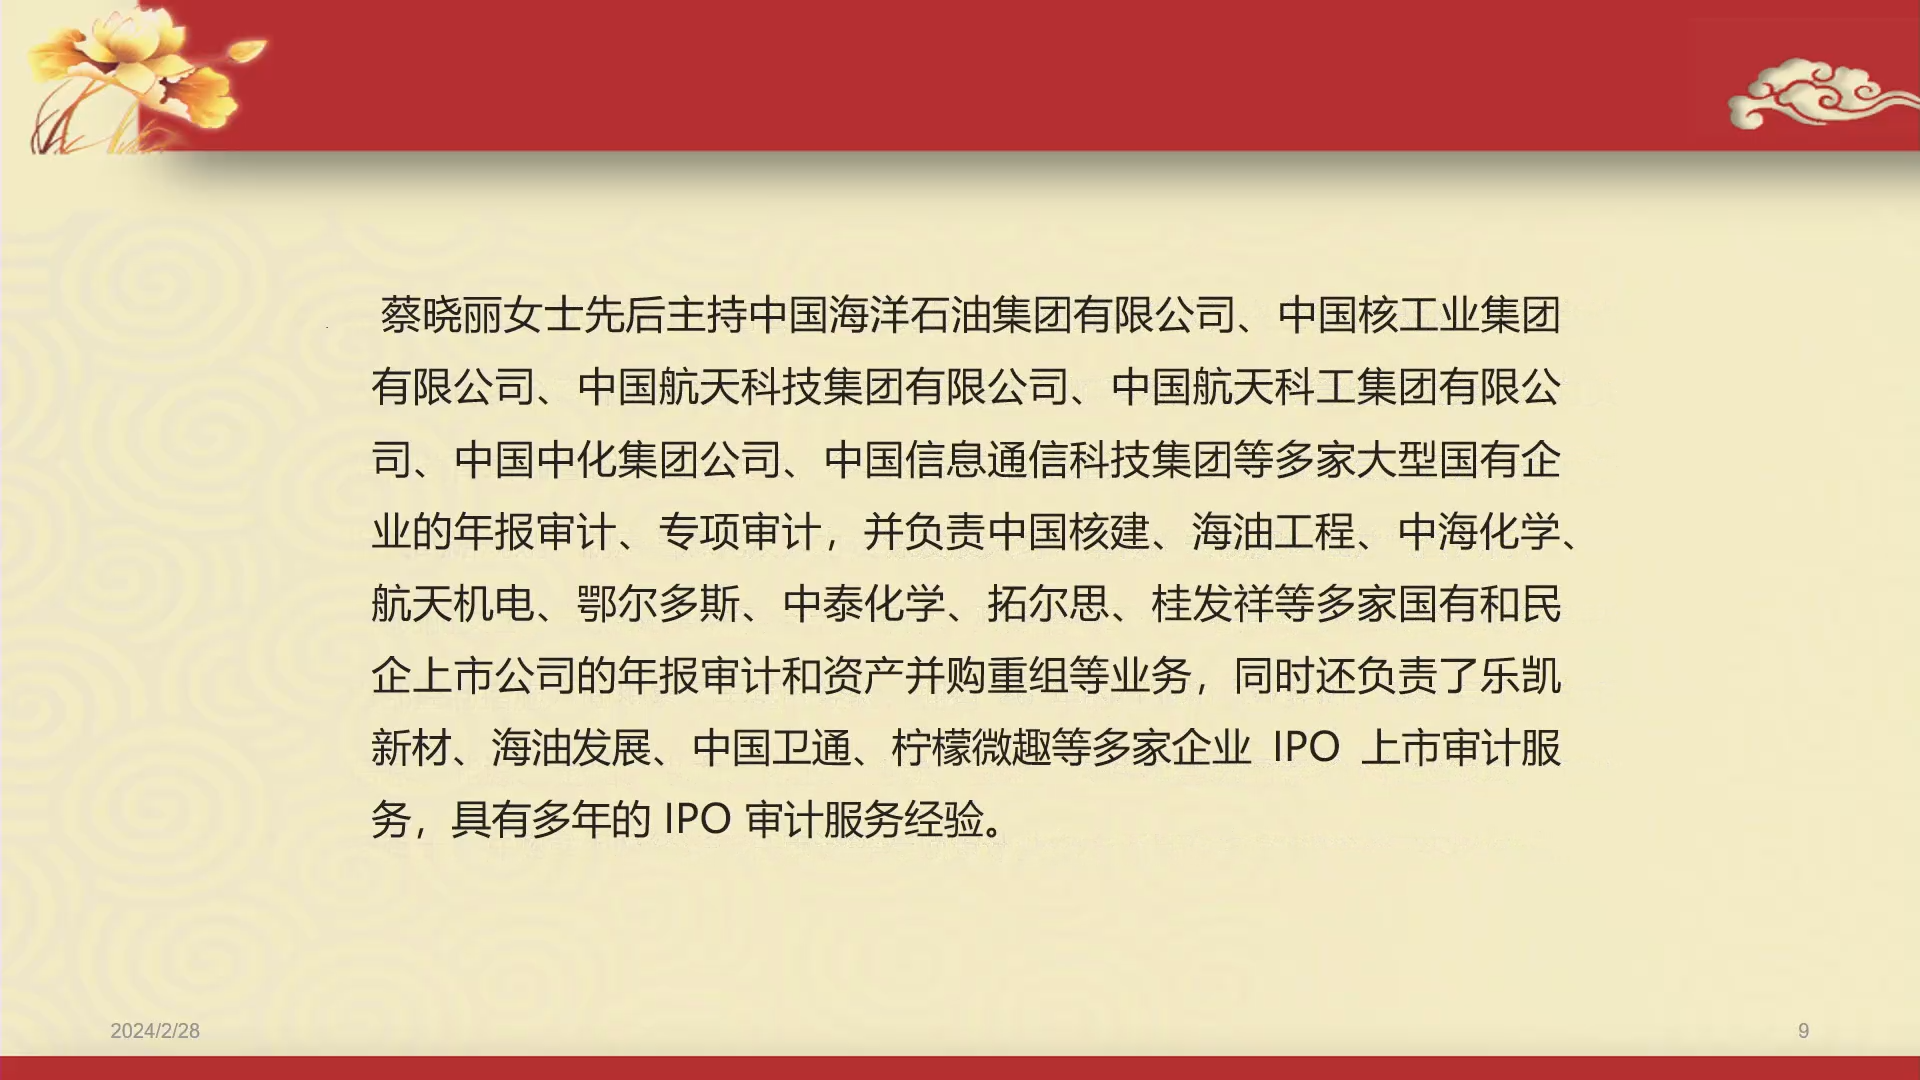 蔡晓丽女士先后主持中国海洋石油集团有限公司、中国核工业集团
有限公司、中国航天科技集团有限公司、中国航天科工集团有限公
司、中国中化集团公司、中国信息通信科技集团等多家大型国有企
业的年报审计、专项审计，并负责中国核建、海油工程、中海化学、
航天机电、鄂尔多斯、中泰化学、拓尔思、桂发祥等多家国有和民
企上市公司的年报审计和资产并购重组等业务，同时还负责了乐凯
新材、海油发展、中国卫通、柠檬微趣等多家企业 IPO 上市审计服
务，具有多年的 IPO 审计服务经验。
2024/2/28
9